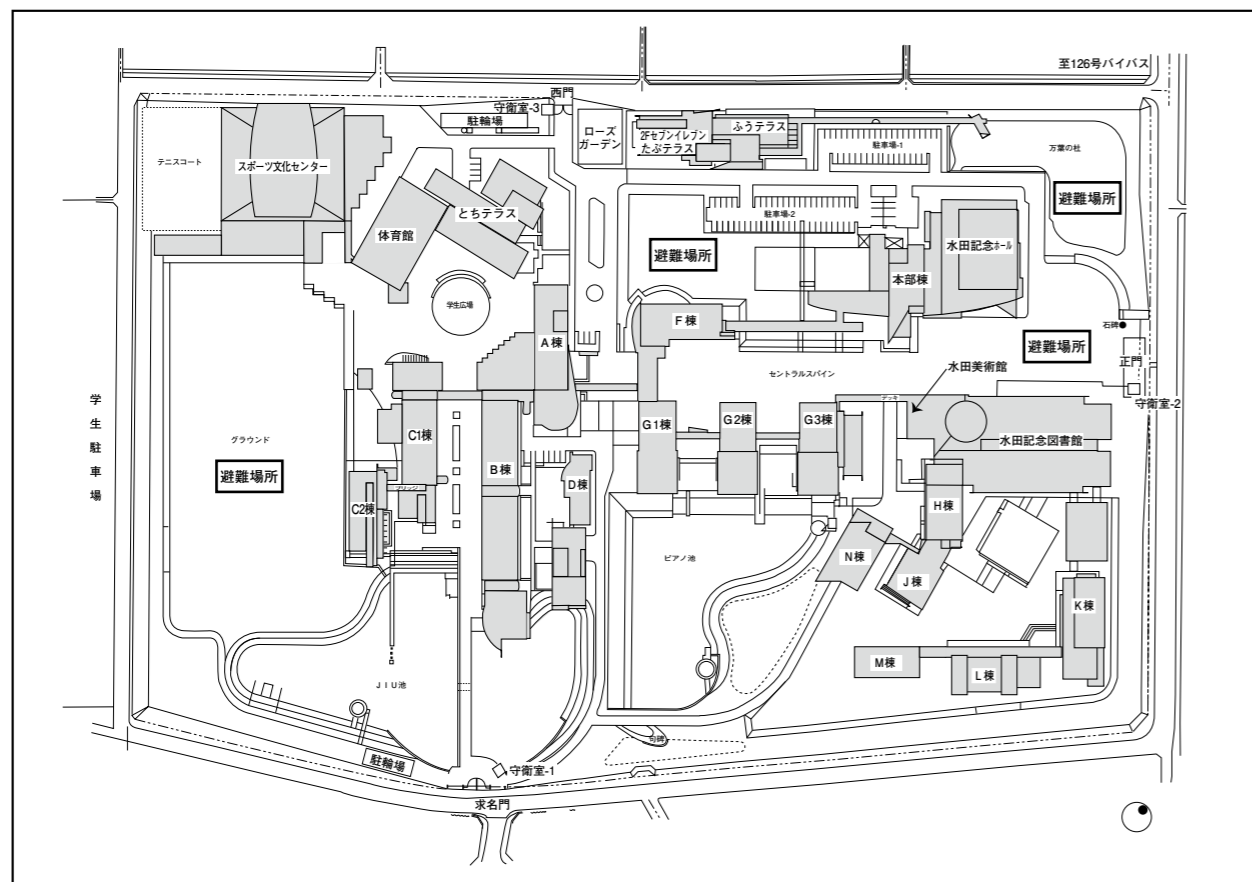 至126号バイパス
西門
守衛室-3
駐輪場
ローズ
ガーデン
2Fセブンイレブン
たぶテラス
ふうテラス
駐車場-1
万葉の杜
テニスコート
スポーツ文化センター
避難場所
とちテラス
駐車場-2
体育館
避難場所
水田記念ホール
本部棟
学生広場
石碑
F棟
A棟
避難場所
正門
セントラルスパイン
水田美術館
守衛室-2
デッキ
学生駐車場
グラウンド
C1棟
G1棟
G2棟
G3棟
水田記念図書館
避難場所
B棟
D棟
ブリッジ
C2棟
H棟
ピアノ池
N棟
J棟
K棟
M棟
L棟
JIU池
句碑
駐輪場
守衛室-1
求名門